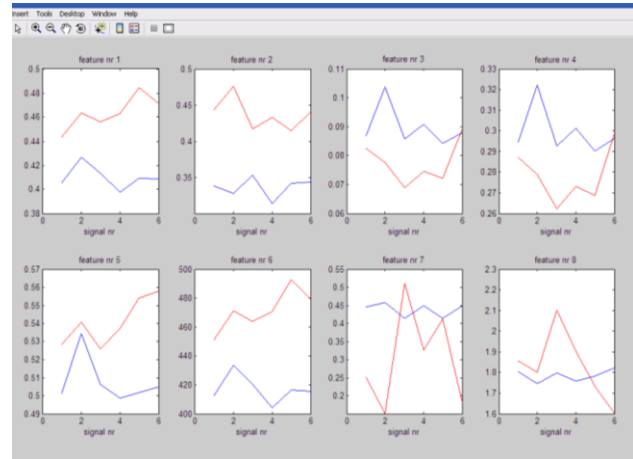 Insert Tools Desktop Window Help
feature nr 1
0.5
0.48
0.46
0.44
0.42
0.4
0.38
0 2 4 6
signal nr
feature nr 2
0.5
0.45
0.4
0.35
0 2 4 6
signal nr
feature nr 3
0.11
0.1
0.09
0.08
0.07
0.06
0 2 4 6
signal nr
feature nr 4
0.33
0.32
0.31
0.3
0.29
0.28
0.27
0.26
0 2 4 6
signal nr
feature nr 5
0.57
0.56
0.55
0.54
0.53
0.52
0.51
0.5
0.49
0 2 4 6
signal nr
feature nr 6
500
480
460
440
420
400
0 2 4 6
signal nr
feature nr 7
0.55
0.5
0.45
0.4
0.35
0.3
0.25
0.2
0 2 4 6
signal nr
feature nr 8
2.3
2.2
2.1
2
1.9
1.8
1.7
1.6
0 2 4 6
signal nr